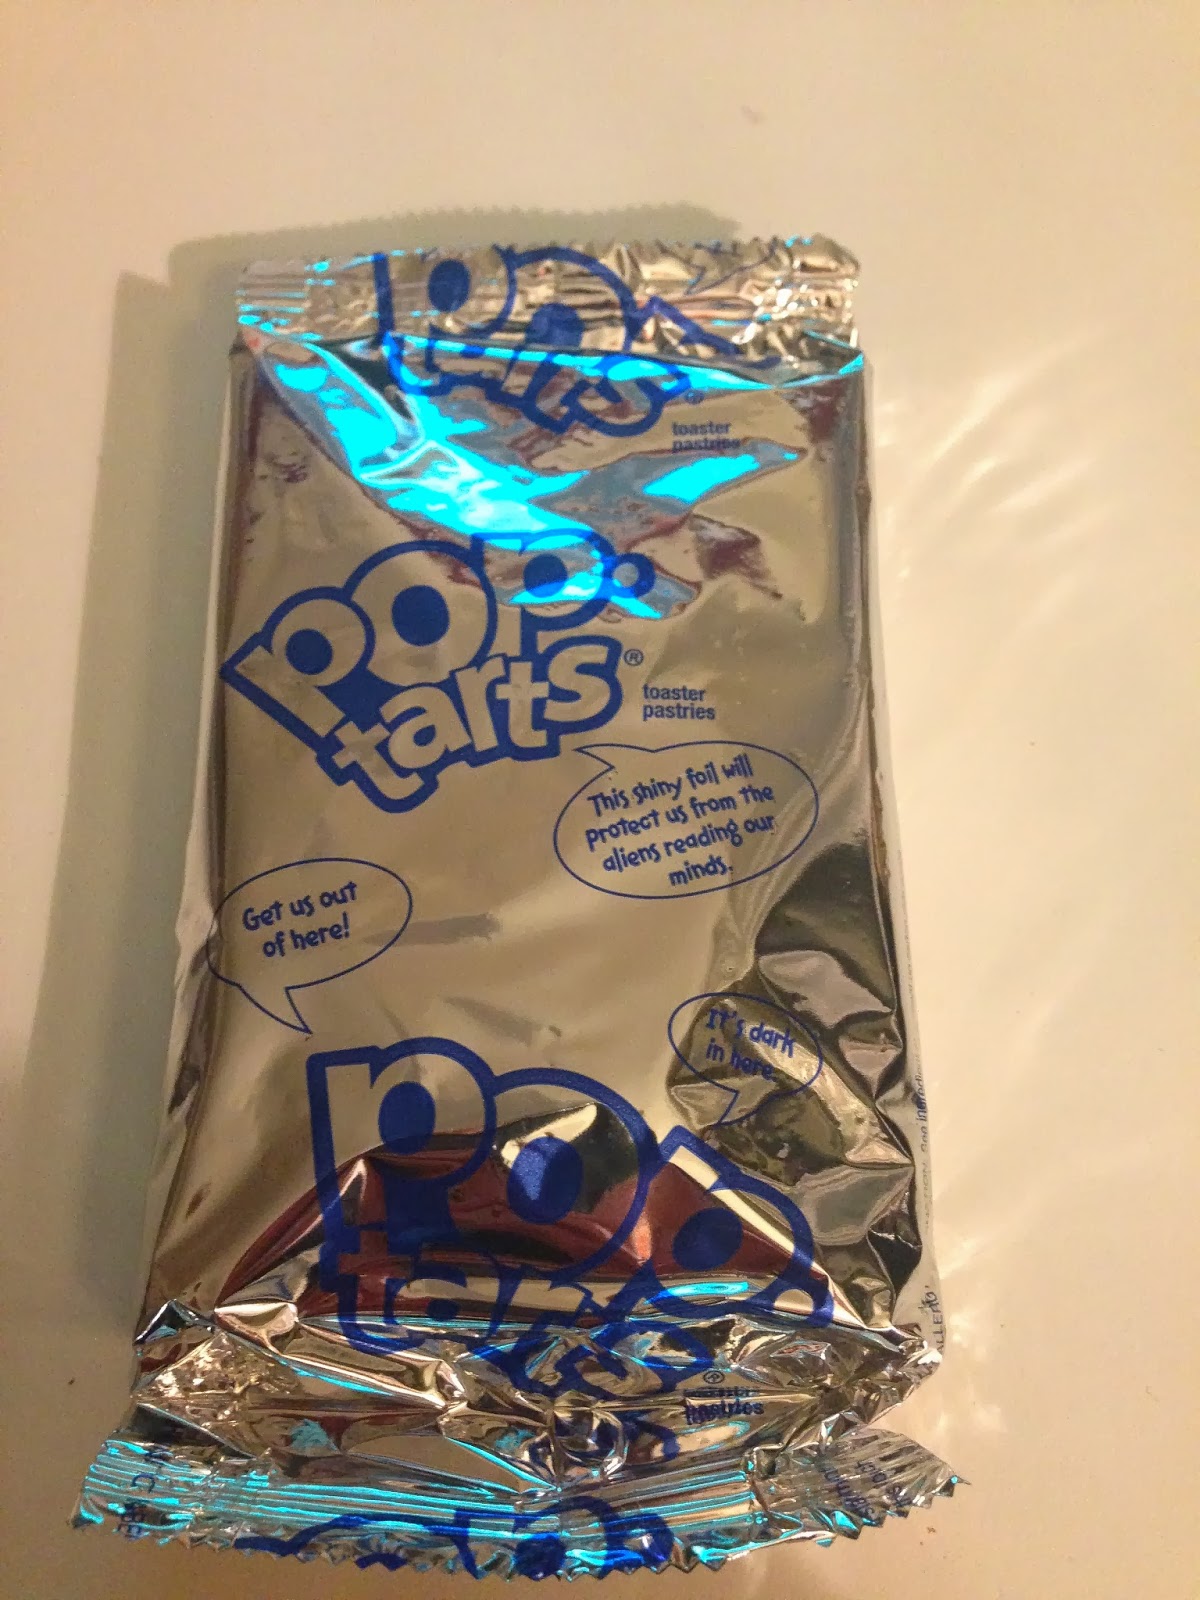 Pop
Tarts
®
toaster
pastries
pop.
tarts®
toaster
pastries
This shiny foil will
protect us from the
aliens reading our
minds.
Get us out
of here!
It's dark
in here.
pop.
tarts
pastries